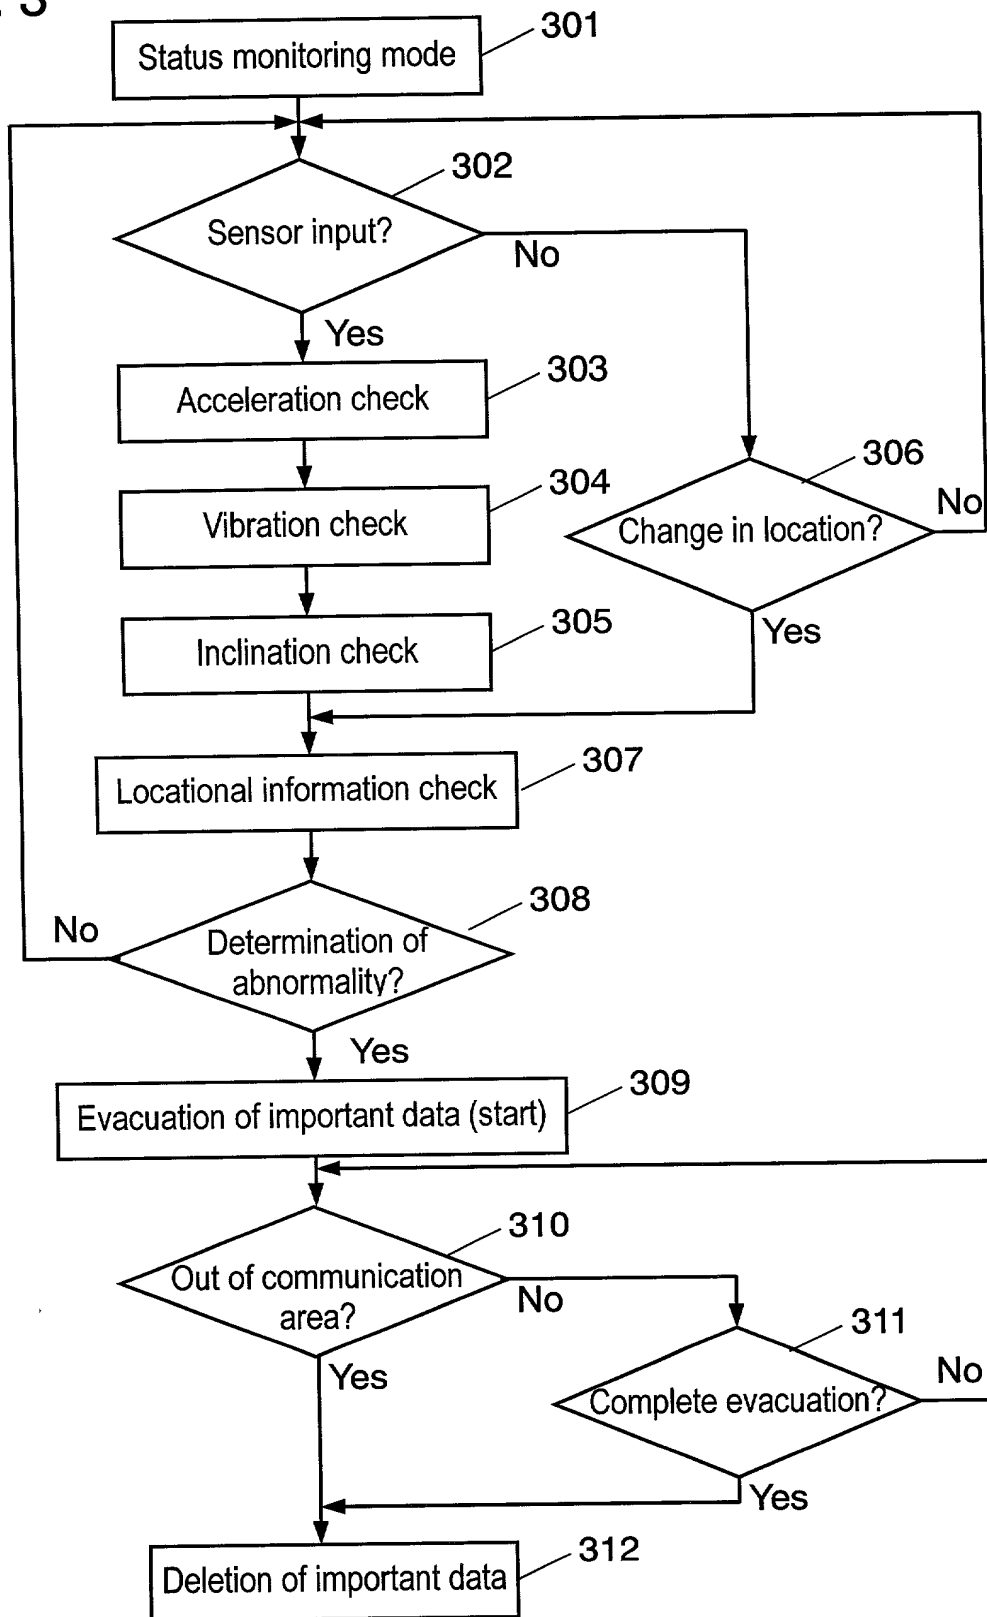 3
Status monitoring mode
301
302
Sensor input?
No
Yes
303
Acceleration check
306
304
No
Vibration check
Change in location?
305
Yes
Inclination check
307
Locational information check
308
No
Determination of
abnormality?
Yes
309
Evacuation of important data (start)
310
Out of communication
area?
No
311
Yes
No
Complete evacuation?
Yes
312
Deletion of important data